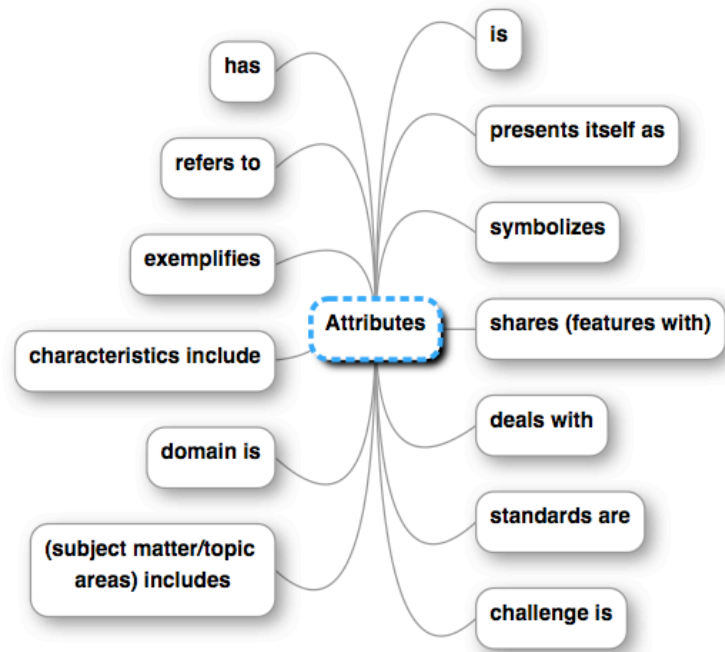 is
has
presents itself as
refers to
symbolizes
exemplifies
Attributes
shares (features with)
characteristics include
deals with
domain is
standards are
(subject matter/topic
areas) includes
challenge is